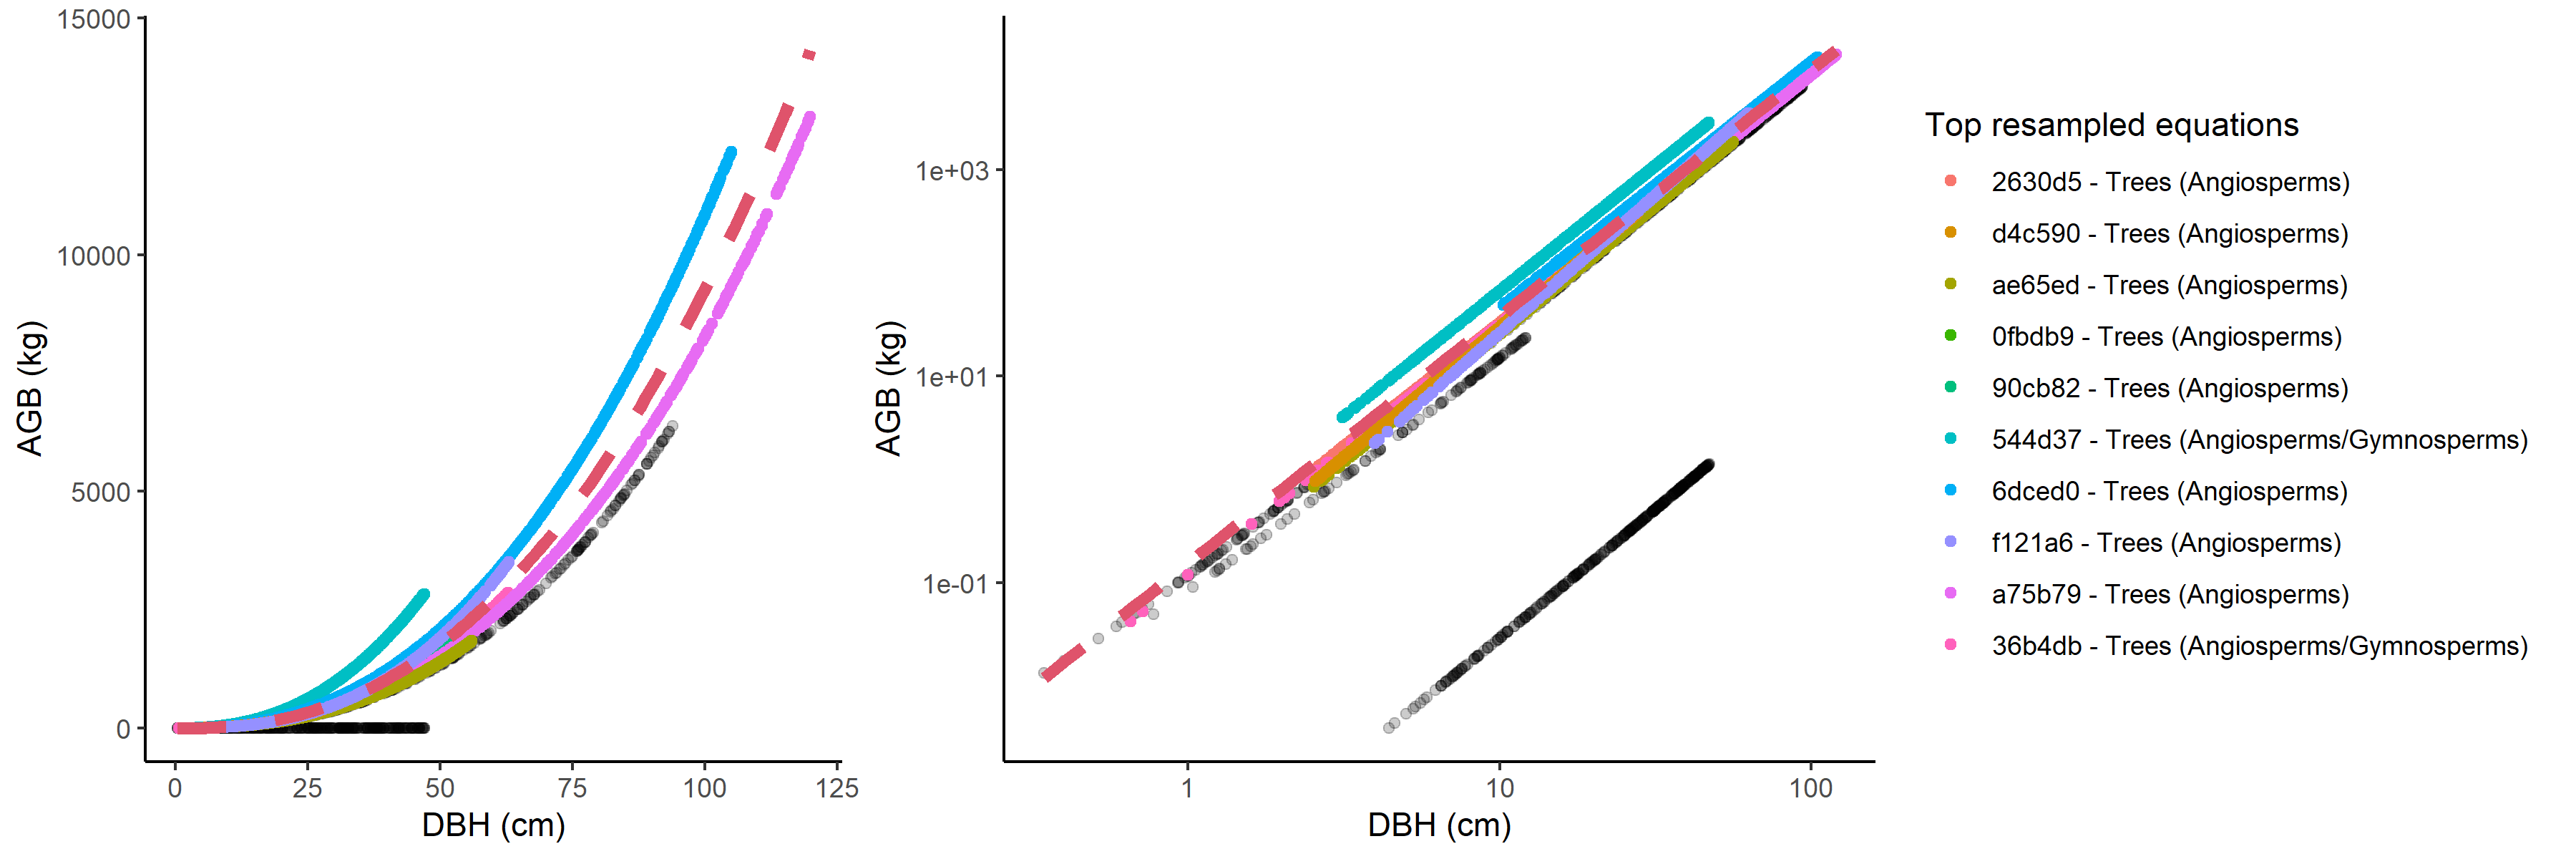 15000
10000
5000
0
AGB (kg)
0
25
50
75
100
125
DBH (cm)
1e+03
1e+01
1e-01
AGB (kg)
1
10
100
DBH (cm)
Top resampled equations
2630d5 - Trees (Angiosperms)
d4c590 - Trees (Angiosperms)
ae65ed - Trees (Angiosperms)
0fbdb9 - Trees (Angiosperms)
90cb82 - Trees (Angiosperms)
544d37 - Trees (Angiosperms/Gymnosperms)
6dced0 - Trees (Angiosperms)
f121a6 - Trees (Angiosperms)
a75b79 - Trees (Angiosperms)
36b4db - Trees (Angiosperms/Gymnosperms)